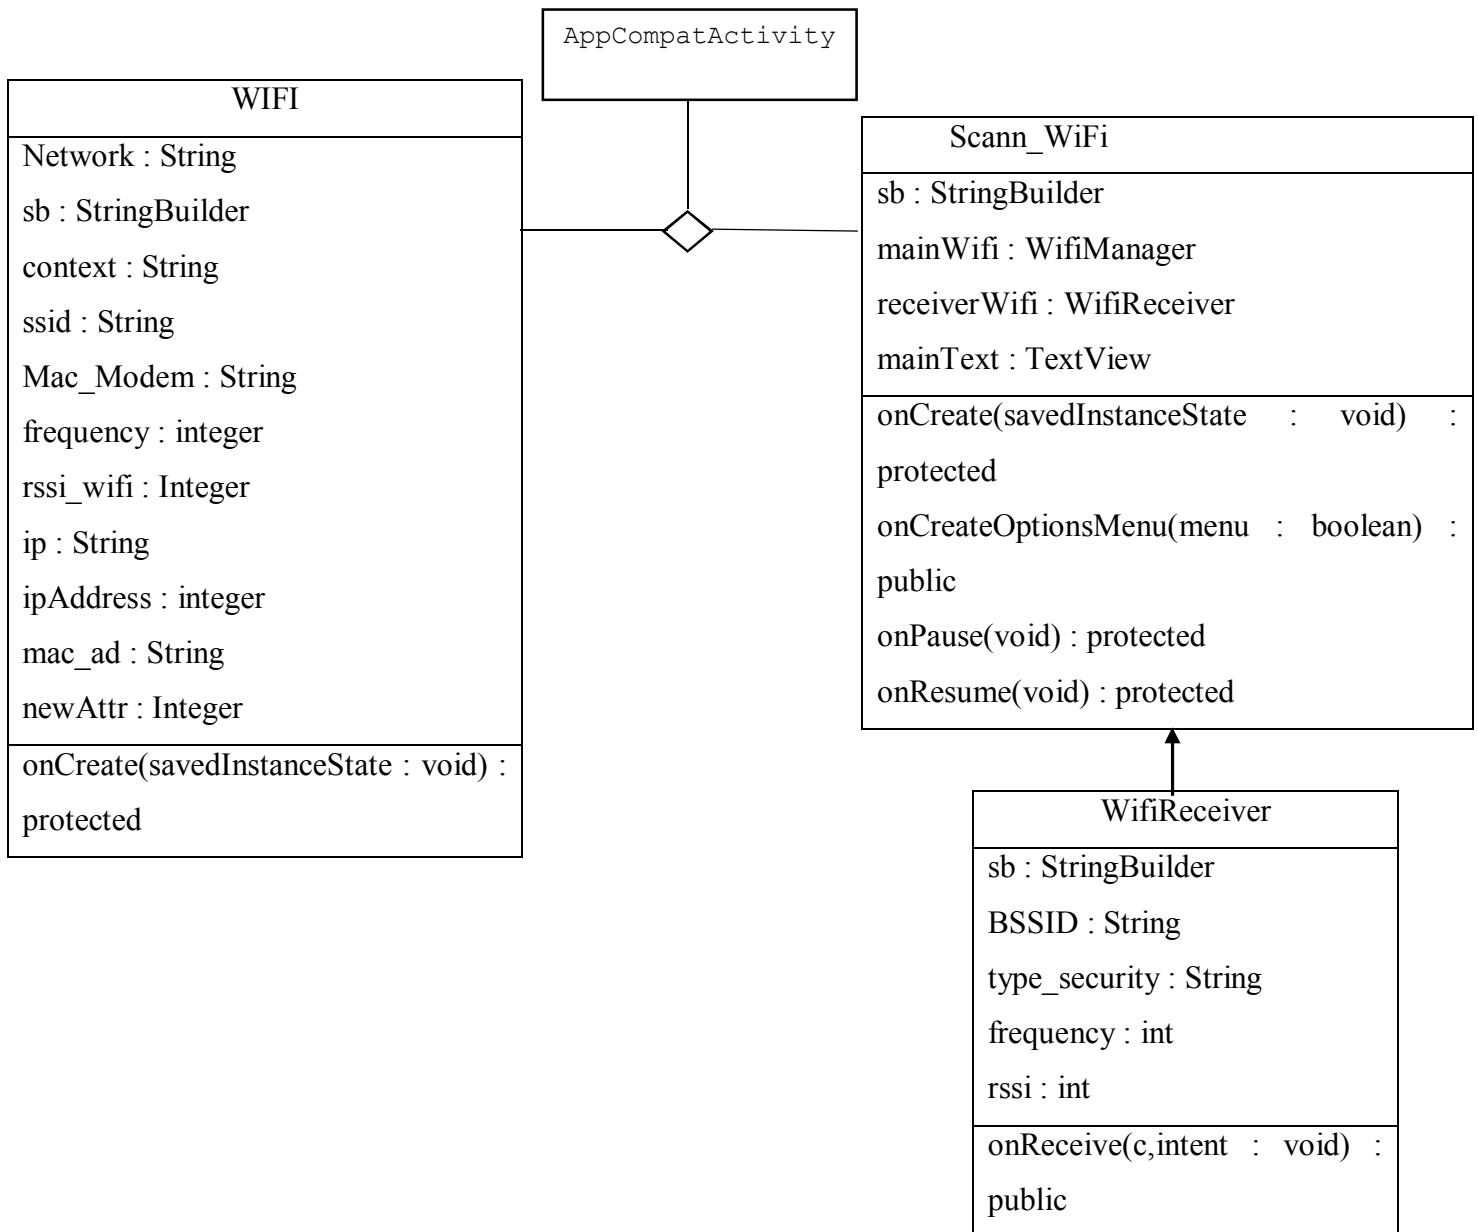 AppCompatActivity
WIFI
Network : String
sb : StringBuilder
context : String
ssid : String
Mac_Modem : String
frequency : integer
rssi_wifi : Integer
ip : String
ipAddress : integer
mac_ad : String
newAttr : Integer
onCreate(savedInstanceState : void) :
protected
Scann_WiFi
sb : StringBuilder
mainWifi : WifiManager
receiverWifi : WifiReceiver
mainText : TextView
onCreate(savedInstanceState : void) :
protected
onCreateOptionsMenu(menu : boolean) :
public
onPause(void) : protected
onResume(void) : protected
WifiReceiver
sb : StringBuilder
BSSID : String
type_security : String
frequency : int
rssi : int
onReceive(c,intent : void) :
public